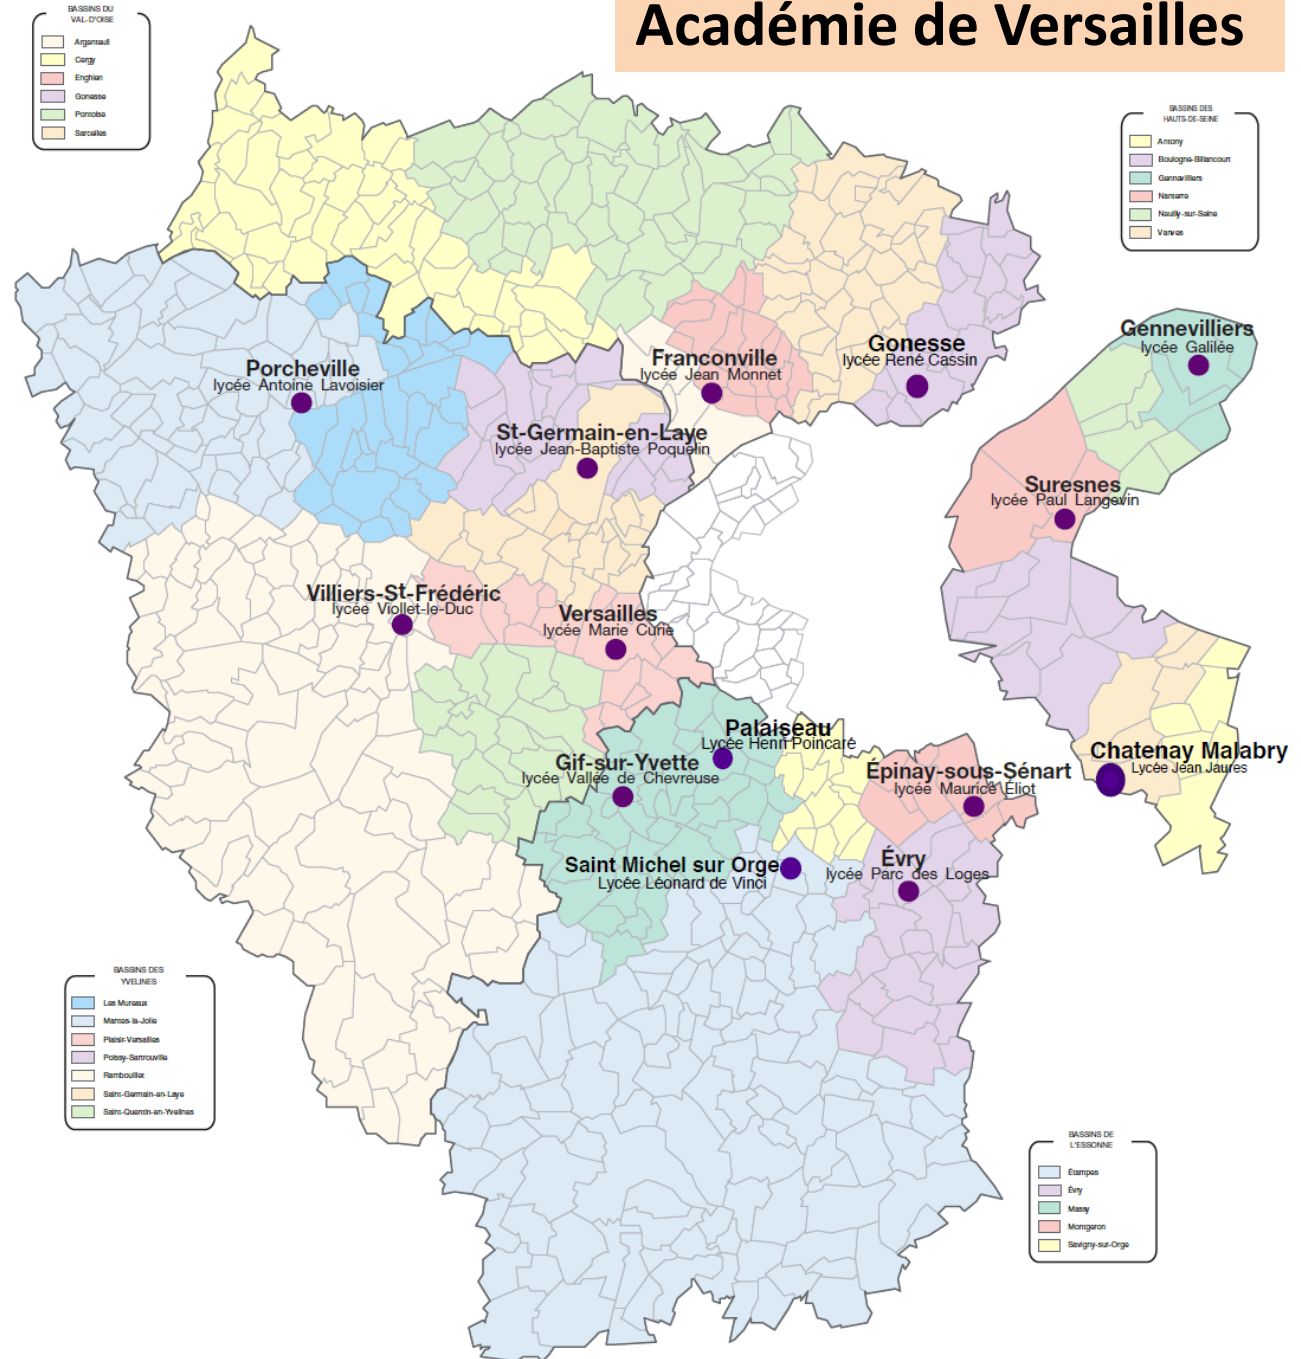 Académie de Versailles
BASSINS DU
VAL-D'OISE
Argenteuil
Cergy
Enghien
Gonesse
Pontoise
Sarcelles
BASSINS DES
HAUTS-DE-SEINE
Antony
Boulogne-Billancourt
Gennevilliers
Nanterre
Neuilly-sur-Seine
Vanves
Gennevilliers
lycée Galilée
Gonesse
lycée René Cassin
Franconville
lycée Jean Monnet
Porcheville
lycée Antoine Lavoisier
St-Germain-en-Laye
lycée Jean-Baptiste Poquelin
Suresnes
lycée Paul Langevin
Villiers-St-Frédéric
lycée Viollet-le-Duc
Versailles
lycée Marie Curie
Palaiseau
Lycée Henri Poincaré
Chatenay Malabry
Lycée Jean Jaures
Gif-sur-Yvette
lycée Vallée de Chevreuse
Épinay-sous-Sénart
lycée Maurice Éliot
Saint Michel sur Orge
Lycée Léonard de Vinci
Évry
lycée Parc des Loges
BASSINS DES
YVELINES
Les Mureaux
Mantes-la-Jolie
Plaisir-Versailles
Poissy-Sartrouville
Rambouillet
Saint-Germain-en-Laye
Saint-Quentin-en-Yvelines
BASSINS DE
L'ESSONNE
Étampes
Évry
Massy
Montgeron
Savigny-sur-Orge